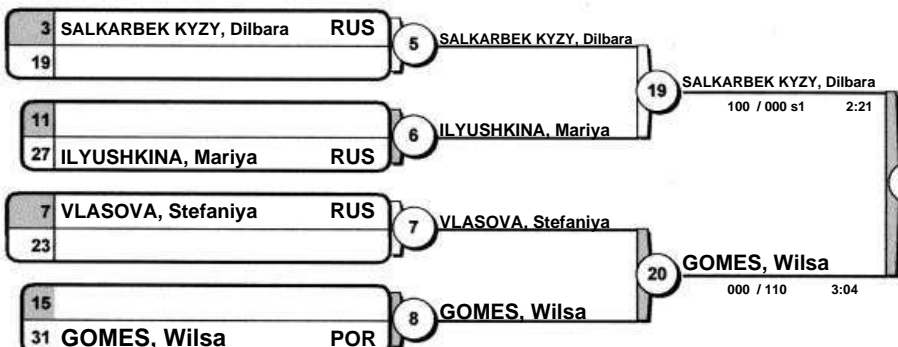 3 SALKARBEK KYZY, Dilbara RUS
19
5 SALKARBEK KYZY, Dilbara
11
27 ILYUSHKINA, Mariya RUS
6 ILYUSHKINA, Mariya
19 SALKARBEK KYZY, Dilbara
100 / 000 s1 2:21
7 VLASOVA, Stefaniya RUS
23
7 VLASOVA, Stefaniya
15
31 GOMES, Wilsa POR
8 GOMES, Wilsa
20 GOMES, Wilsa
000 / 110 3:04